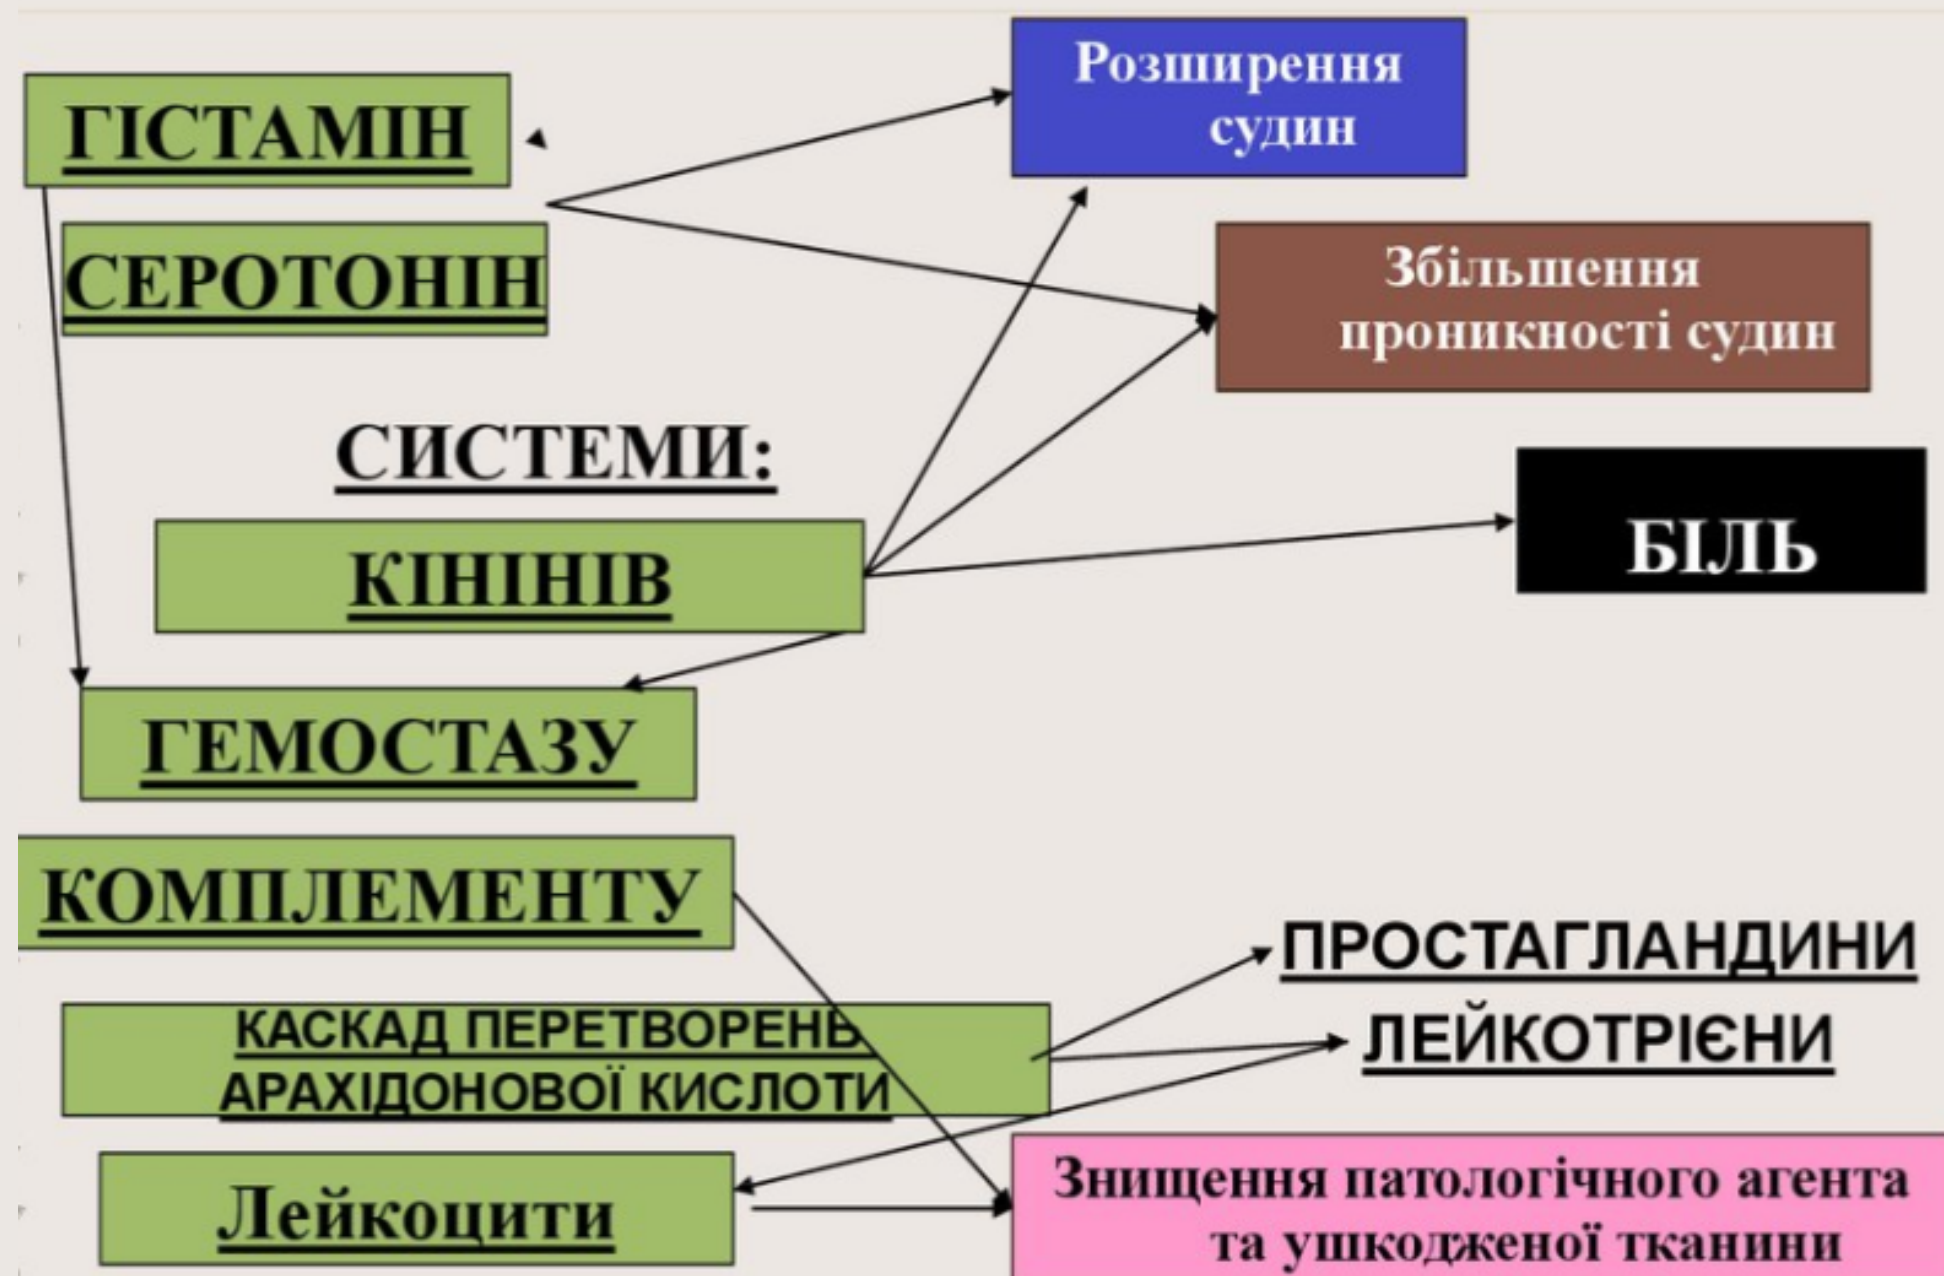 ГІСТАМІН
СЕРОТОНІН
Розширення
судин
Збільшення
проникності судин
СИСТЕМИ:
КІНІНІВ
БІЛЬ
ГЕМОСТАЗУ
КОМПЛЕМЕНТУ
ПРОСТАГЛАНДИНИ
КАСКАД ПЕРЕТВОРЕНЬ
АРАХІДОНОВОЇ КИСЛОТИ
ЛЕЙКОТРІЄНИ
Лейкоцити
Знищення патологічного агента
та ушкодженої тканини